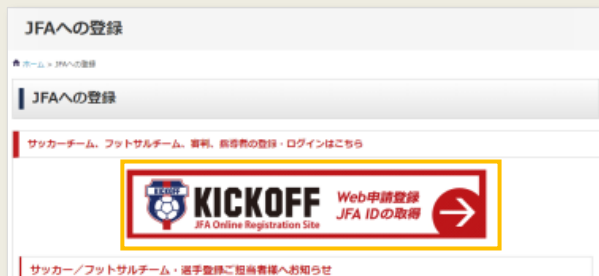 JFAへの登録
ホーム » JFAへの登録
JFAへの登録
サッカーチーム、フットサルチーム、審判、指導者の登録・ログインはこちら
KICKOFF
JFA Online Registration Site
Web申請登録
JFA IDの取得
サッカー／フットサルチーム・選手登録ご担当者様へお知らせ